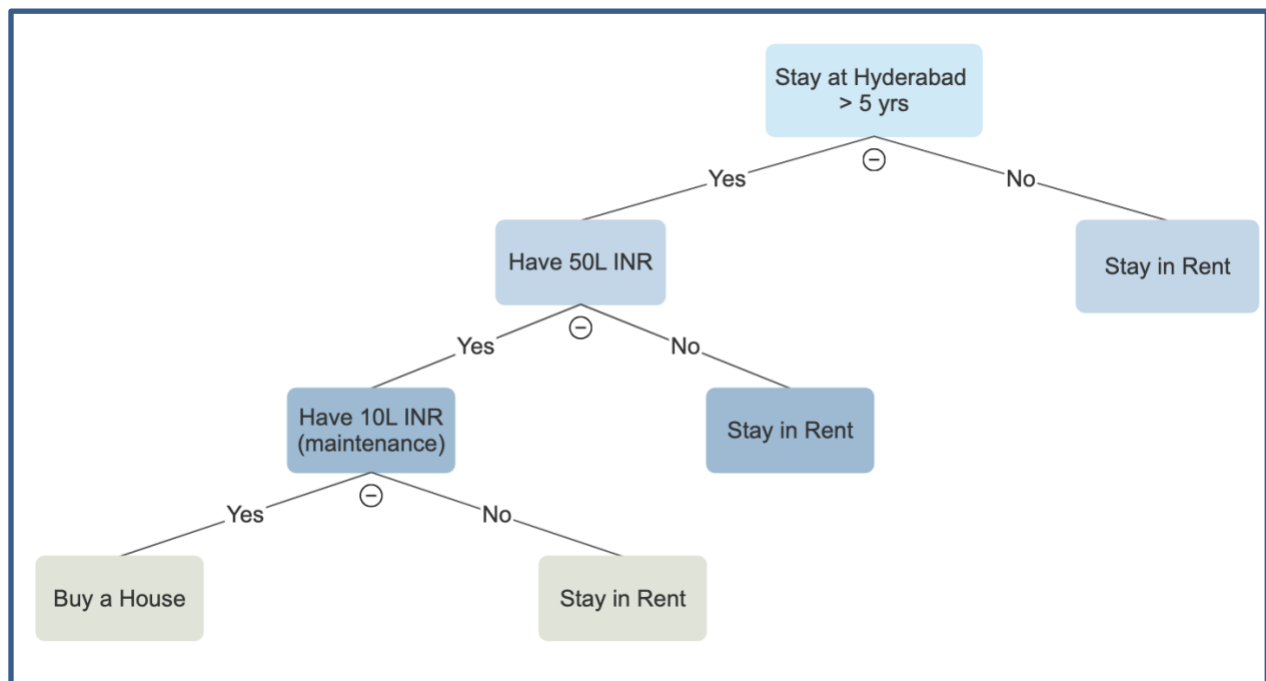 Stay at Hyderabad
> 5 yrs
Yes
No
Have 50L INR
Stay in Rent
Yes
No
Have 10L INR
(maintenance)
Stay in Rent
Yes
No
Buy a House
Stay in Rent